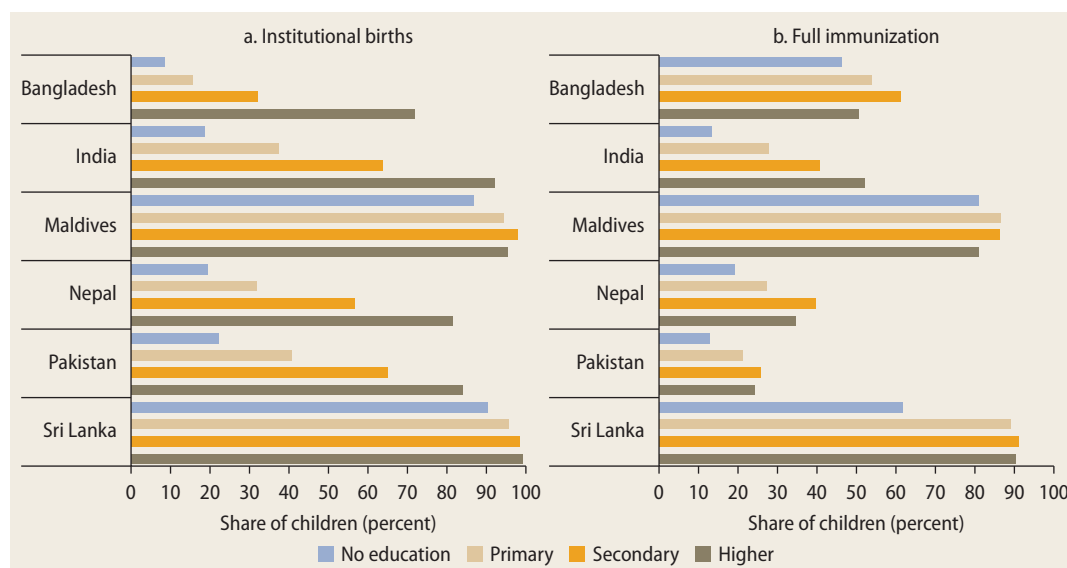 a. Institutional births
Bangladesh
India
Maldives
Nepal
Pakistan
Sri Lanka
0 10 20 30 40 50 60 70 80 90 100
Share of children (percent)
b. Full immunization
Bangladesh
India
Maldives
Nepal
Pakistan
Sri Lanka
0 10 20 30 40 50 60 70 80 90 100
Share of children (percent)
No education Primary Secondary Higher